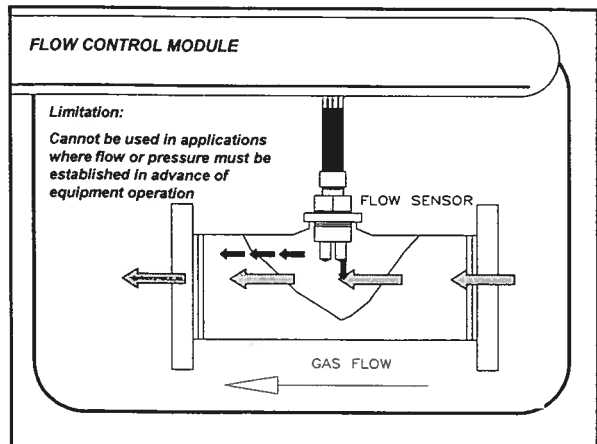 FLOW CONTROL MODULE
Limitation:
Cannot be used in applications
where flow or pressure must be
established in advance of
equipment operation
FLOW SENSOR
GAS FLOW